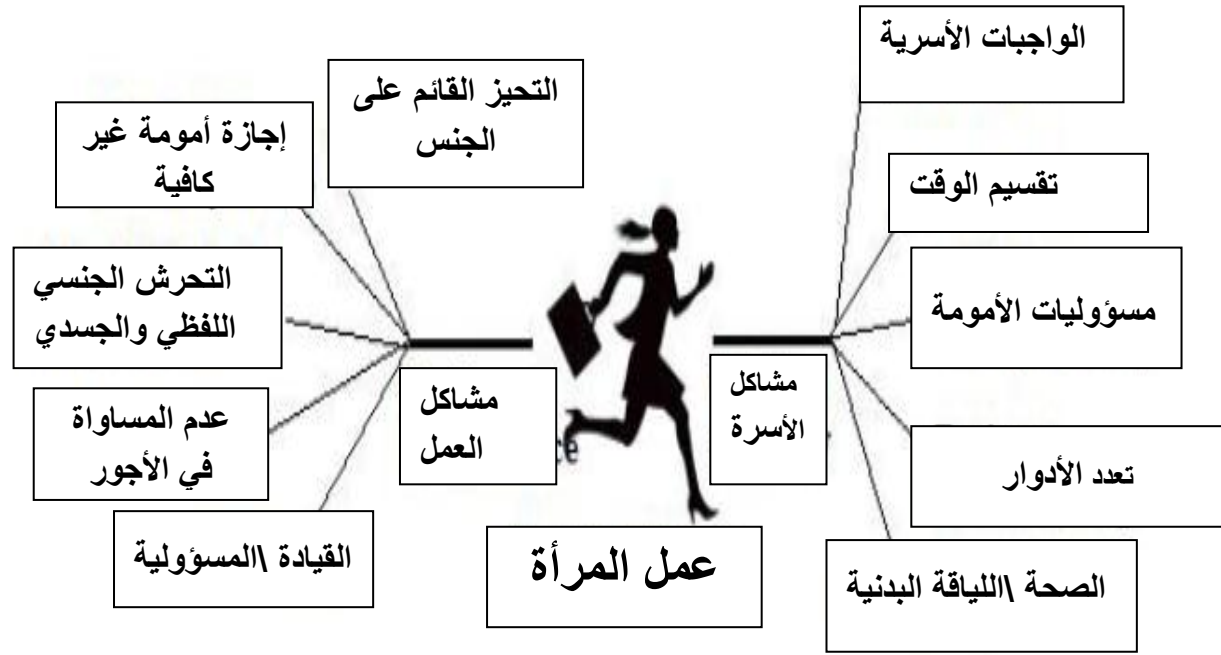 الواجبات الأسرية
تقسيم الوقت
مسؤوليات الأمومة
تعدد الأدوار
الصحة \اللياقة البدنية
مشاكل
الأسرة
عمل المرأة
مشاكل
العمل
التحيز القائم على
الجنس
إجازة أمومة غير
كافية
التحرش الجنسي
اللفظي والجسدي
عدم المساواة
في الأجور
القيادة \المسؤولية
ce